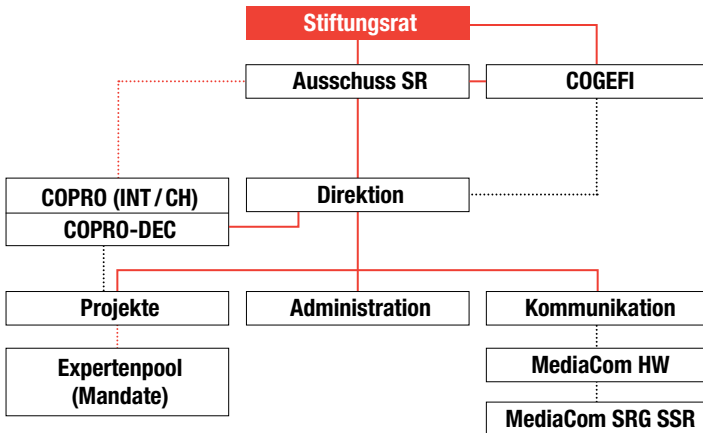 Stiftungsrat
Ausschuss SR
COGEFI
COPRO (INT / CH)
COPRO-DEC
Direktion
Projekte
Administration
Kommunikation
Expertenpool
(Mandate)
MediaCom HW
MediaCom SRG SSR